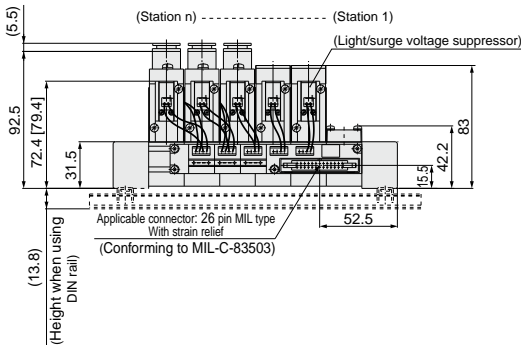 (Station n)
(Station 1)
(Light/surge voltage suppressor)
(5.5)
92.5
72.4 [79.4]
31.5
83
42.2
15.5
52.5
Applicable connector: 26 pin MIL type
With strain relief
(Conforming to MIL-C-83503)
(13.8)
(Height when using
DIN rail)